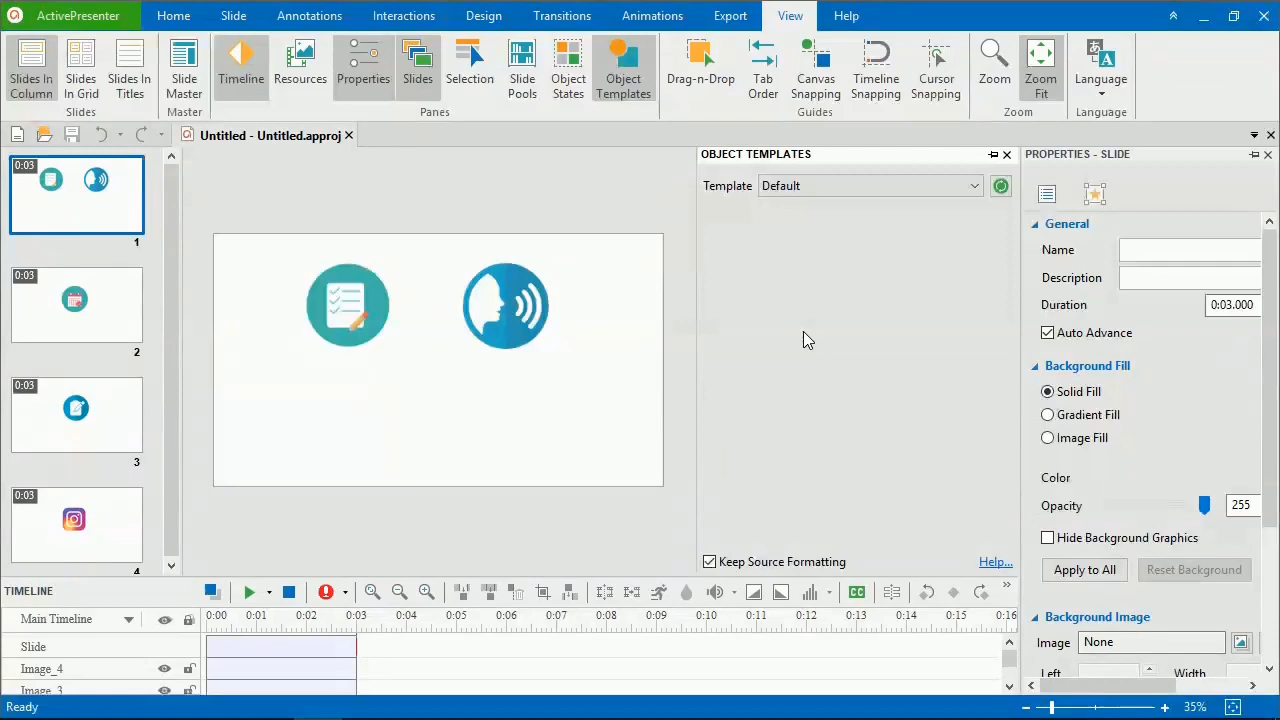 ActivePresenter Home Slide Annotations Interactions Design Transitions Animations Export View Help
Slides In Column
Slides In Grid
Slides In Titles
Slide Master
Timeline
Resources
Properties
Slides
Selection
Slide Pools
Object States
Object Templates
Drag-n-Drop
Tab Order
Canvas Snapping
Timeline Snapping
Cursor Snapping
Zoom
Zoom Fit
Language
Slides Master Panes Guides Zoom Language
Untitled - Untitled.approj
0:03
1
0:03
2
0:03
3
0:03
4
OBJECT TEMPLATES
Template Default
Keep Source Formatting Help...
PROPERTIES - SLIDE
General
Name
Description
Duration 0:03.000
Auto Advance
Background Fill
Solid Fill
Gradient Fill
Image Fill
Color
Opacity 255
Hide Background Graphics
Apply to All Reset Background
Background Image
Image None
Left Width
TIMELINE
CC
Main Timeline 0:00 0:01 0:02 0:03 0:04 0:05 0:06 0:07 0:08 0:09 0:10 0:11 0:12 0:13 0:14 0:15 0:16
Slide
Image_4
Image_3
Ready 35%